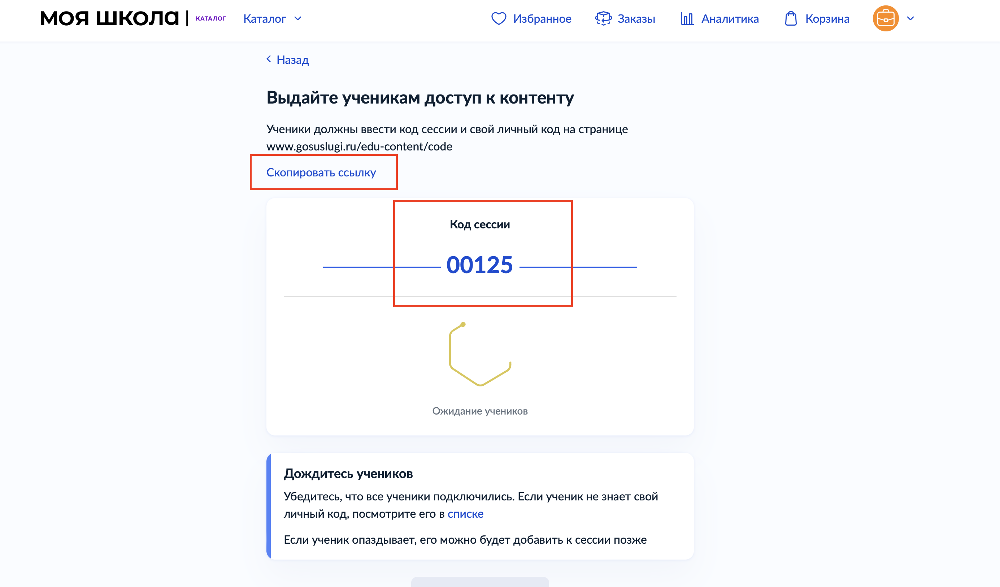 МОЯ ШКОЛА | КАТАЛОГ Каталог Избранное Заказы Аналитика Корзина
Назад
Выдайте ученикам доступ к контенту
Ученики должны ввести код сессии и свой личный код на странице
www.gosuslugi.ru/edu-content/code
Скопировать ссылку
Код сессии
00125
Ожидание учеников
Дождитесь учеников
Убедитесь, что все ученики подключились. Если ученик не знает свой
личный код, посмотрите его в списке
Если ученик опаздывает, его можно будет добавить к сессии позже